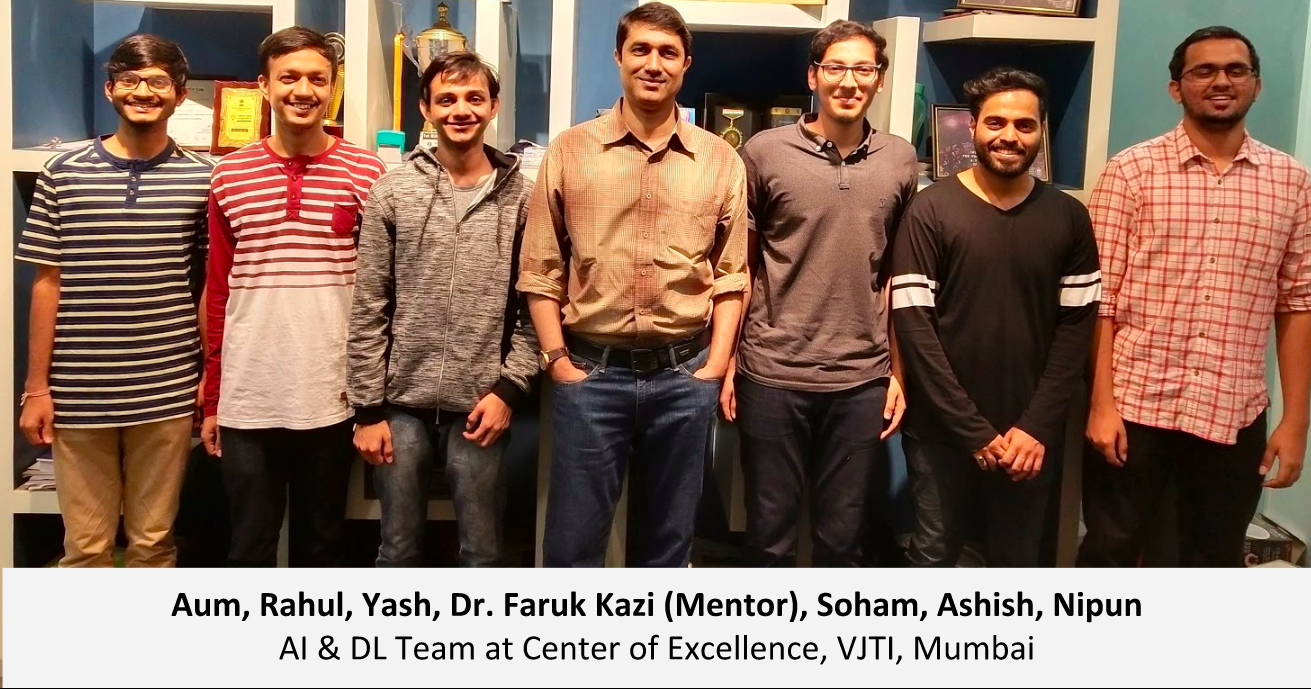 Aum, Rahul, Yash, Dr. Faruk Kazi (Mentor), Soham, Ashish, Nipun
AI & DL Team at Center of Excellence, VJTI, Mumbai